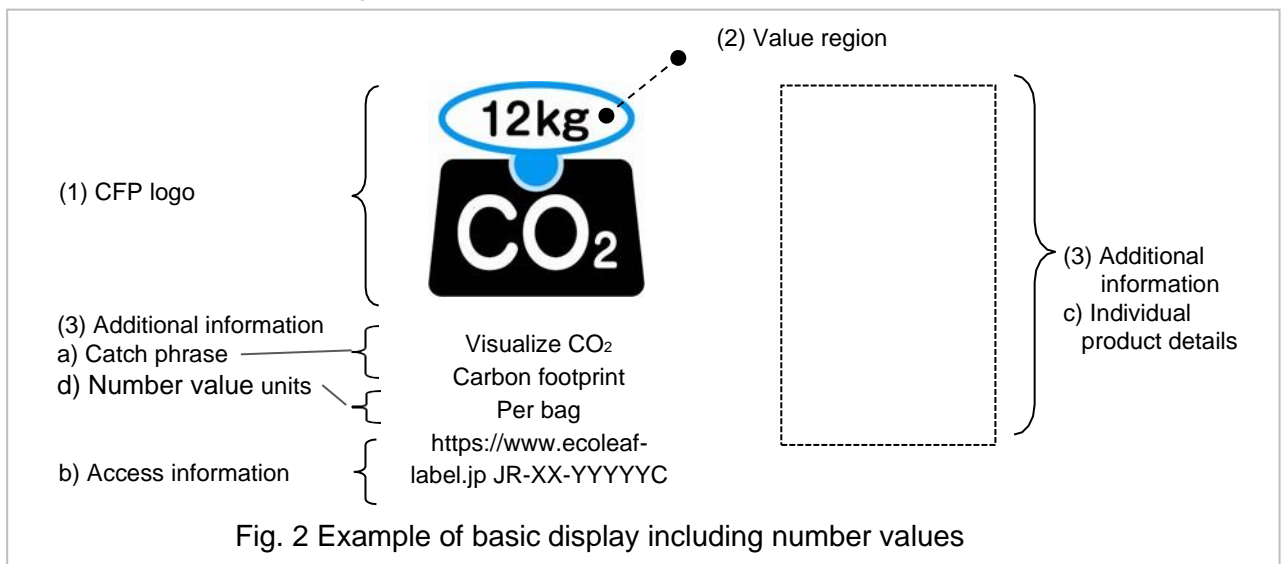 (2) Value region
12kg
CO₂
(1) CFP logo
(3) Additional information
a) Catch phrase
d) Number value units
b) Access information
Visualize CO₂
Carbon footprint
Per bag
https://www.ecoleaf-
label.jp JR-XX-YYYYYC
(3) Additional
information
c) Individual
product details
Fig. 2 Example of basic display including number values